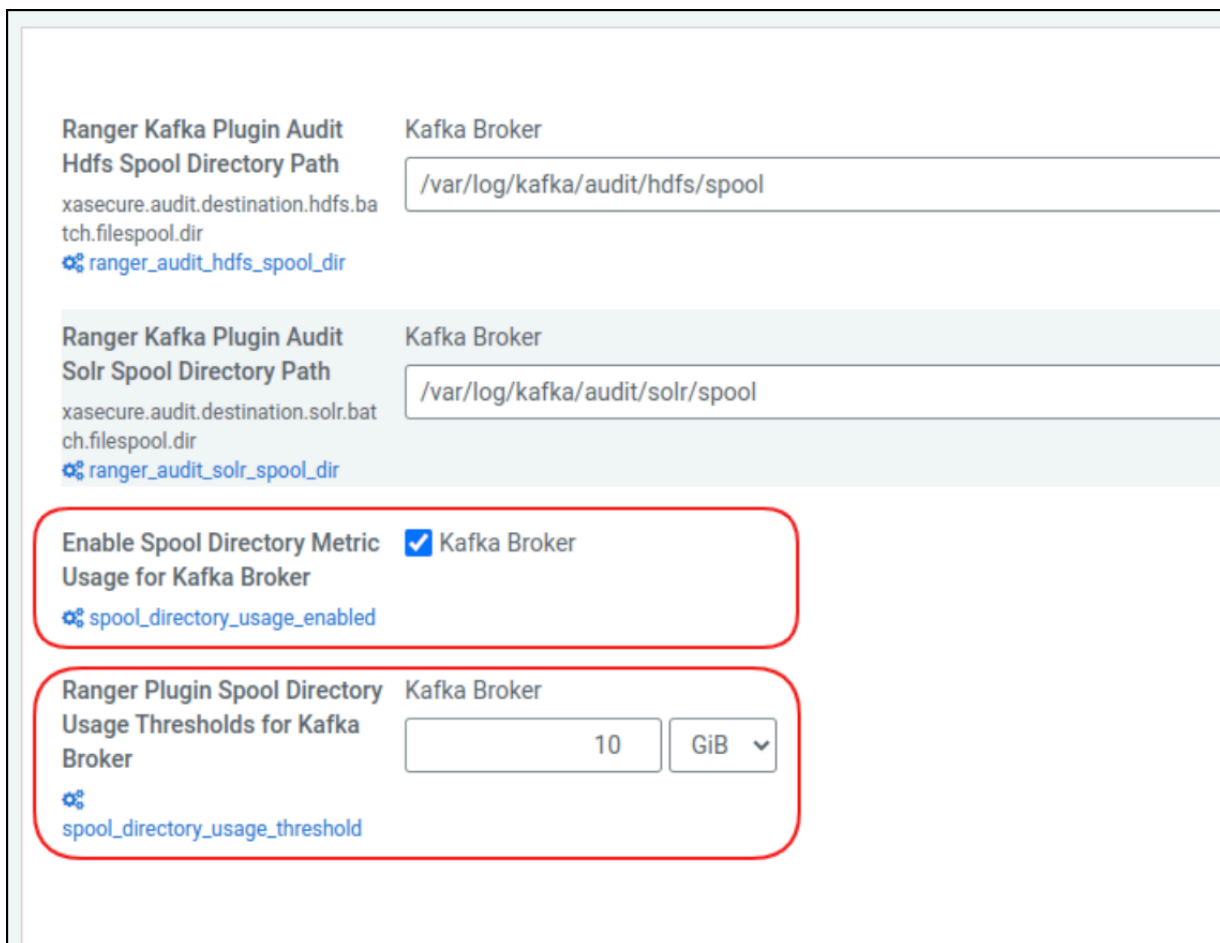 Ranger Kafka Plugin Audit
Hdfs Spool Directory Path
xasecure.audit.destination.hdfs.ba
tch.filespool.dir
ranger_audit_hdfs_spool_dir
Kafka Broker
/var/log/kafka/audit/hdfs/spool
Ranger Kafka Plugin Audit
Solr Spool Directory Path
xasecure.audit.destination.solr.bat
ch.filespool.dir
ranger_audit_solr_spool_dir
Kafka Broker
/var/log/kafka/audit/solr/spool
Enable Spool Directory Metric
Usage for Kafka Broker
spool_directory_usage_enabled
Kafka Broker
Ranger Plugin Spool Directory
Usage Thresholds for Kafka
Broker
spool_directory_usage_threshold
Kafka Broker
10 GiB